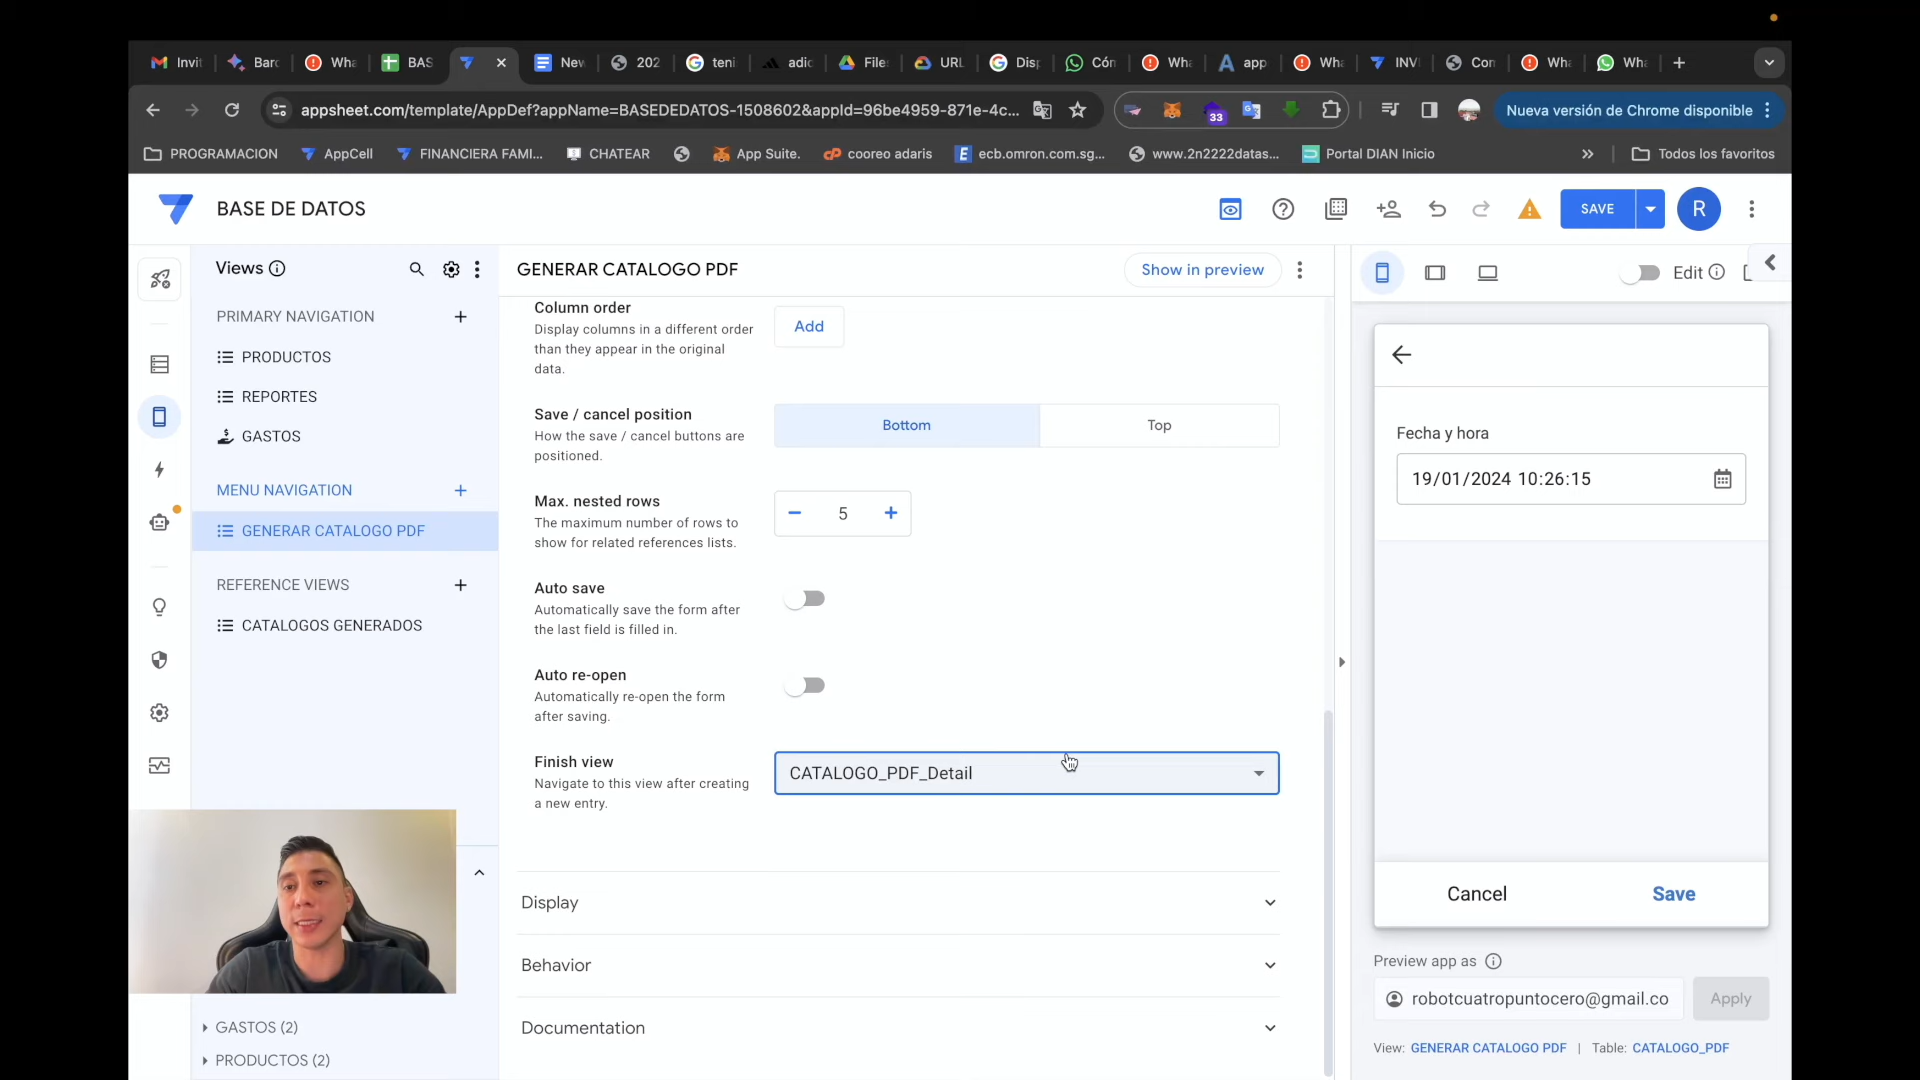 Invit
Barc
Wha
BAS
New
202
teni
adic
File
URL
Disp
Cón
Wha
app
Wha
INV
Con
Wha
Wha
appsheet.com/template/AppDef?appName=BASEDEDATOS-1508602&appId=96be4959-871e-4c...
33
Nueva versión de Chrome disponible
PROGRAMACION
AppCell
FINANCIERA FAMI...
CHATEAR
App Suite.
cooreo adaris
ecb.omron.com.sg...
www.2n2222datas...
Portal DIAN Inicio
»
Todos los favoritos
BASE DE DATOS
SAVE
R
Views
GENERAR CATALOGO PDF
Show in preview
Edit
PRIMARY NAVIGATION
PRODUCTOS
REPORTES
GASTOS
MENU NAVIGATION
GENERAR CATALOGO PDF
REFERENCE VIEWS
CATALOGOS GENERADOS
GASTOS (2)
PRODUCTOS (2)
Column order
Display columns in a different order
than they appear in the original
data.
Add
Save / cancel position
How the save / cancel buttons are
positioned.
Bottom
Top
Max. nested rows
The maximum number of rows to
show for related references lists.
5
Auto save
Automatically save the form after
the last field is filled in.
Auto re-open
Automatically re-open the form
after saving.
Finish view
Navigate to this view after creating
a new entry.
CATALOGO_PDF_Detail
Display
Behavior
Documentation
Fecha y hora
19/01/2024 10:26:15
Cancel
Save
Preview app as
robotcuatropuntocero@gmail.co
Apply
View: GENERAR CATALOGO PDF | Table: CATALOGO_PDF